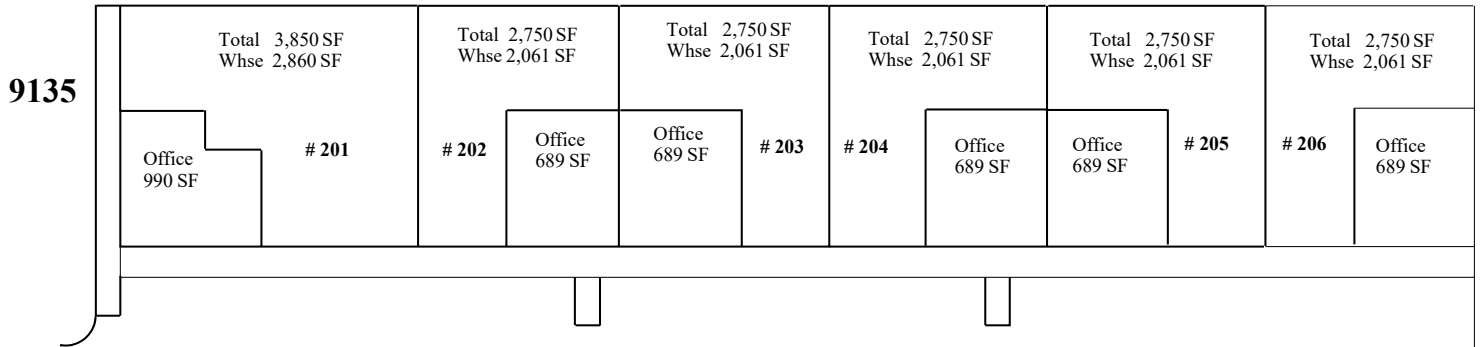 9135
Total 3,850 SF
Whse 2,860 SF
Office
990 SF
# 201
Total 2,750 SF
Whse 2,061 SF
# 202
Office
689 SF
Total 2,750 SF
Whse 2,061 SF
Office
689 SF
# 203
Total 2,750 SF
Whse 2,061 SF
# 204
Office
689 SF
Total 2,750 SF
Whse 2,061 SF
Office
689 SF
# 205
Total 2,750 SF
Whse 2,061 SF
# 206
Office
689 SF